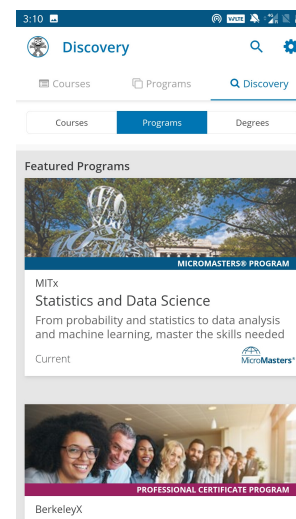 3:10
VoLTE
Discovery
Courses
Programs
Discovery
Courses
Programs
Degrees
Featured Programs
MICROMASTERS® PROGRAM
MITx
Statistics and Data Science
From probability and statistics to data analysis
and machine learning, master the skills needed
Current
MicroMasters®
PROFESSIONAL CERTIFICATE PROGRAM
BerkeleyX